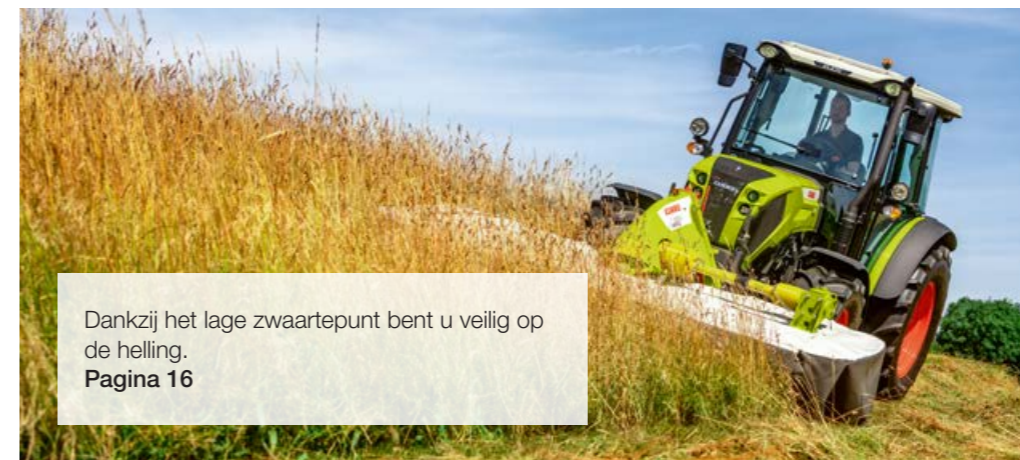 Dankzij het lage zwaartepunt bent u veilig op
de helling.
Pagina 16